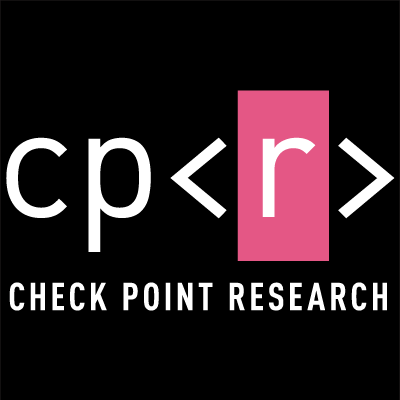 cp<r>
CHECK POINT RESEARCH